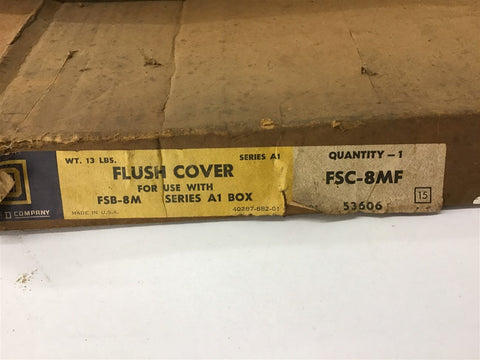 WT. 13 LBS.
SERIES A1
FLUSH COVER
FOR USE WITH
FSB-8M SERIES A1 BOX
D COMPANY
MADE IN U.S.A.
40287-682-01
QUANTITY – 1
FSC-8MF
53606
15